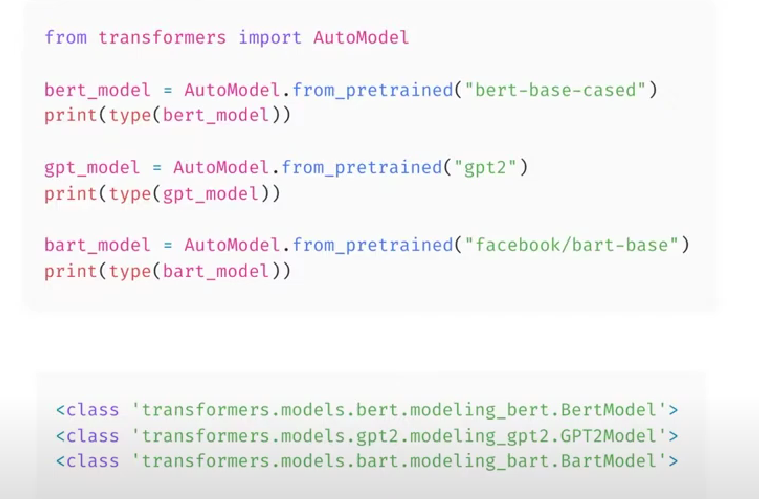 from transformers import AutoModel
bert_model = AutoModel.from_pretrained("bert-base-cased")
print(type(bert_model))
gpt_model = AutoModel.from_pretrained("gpt2")
print(type(gpt_model))
bart_model = AutoModel.from_pretrained("facebook/bart-base")
print(type(bart_model))
<class 'transformers.models.bert.modeling_bert.BertModel'>
<class 'transformers.models.gpt2.modeling_gpt2.GPT2Model'>
<class 'transformers.models.bart.modeling_bart.BartModel'>